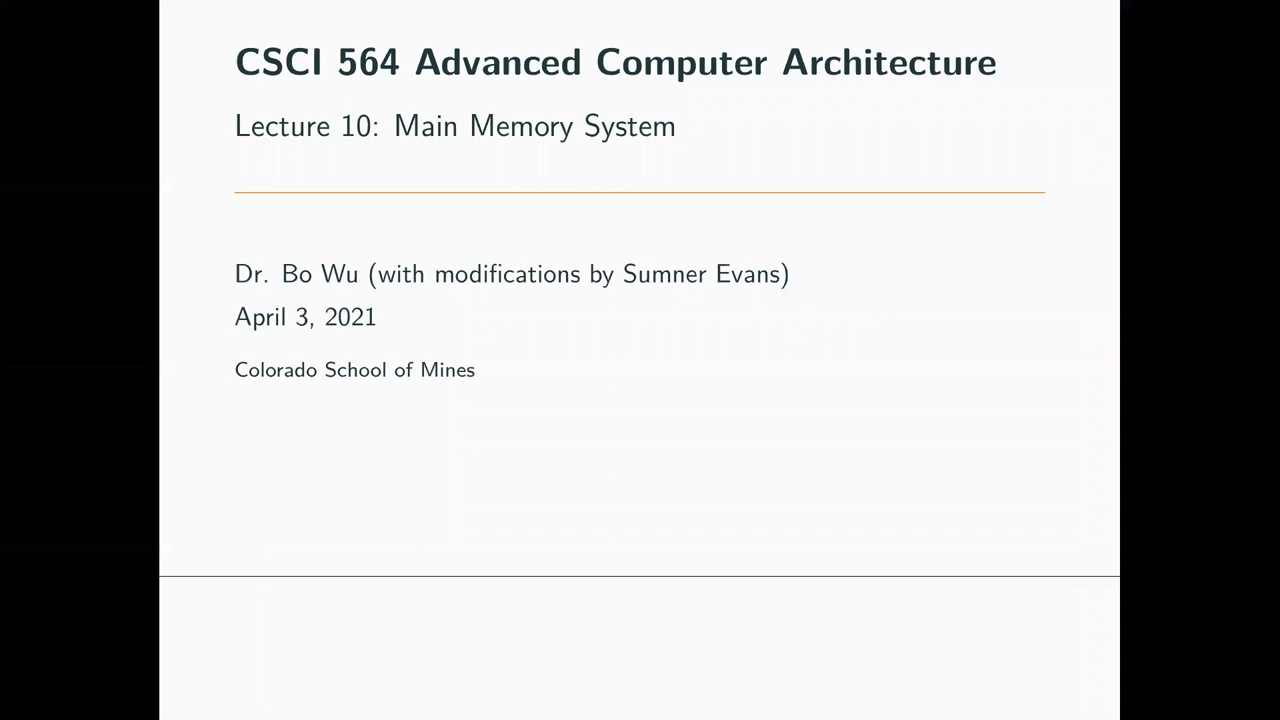 CSCI 564 Advanced Computer Architecture
Lecture 10: Main Memory System
Dr. Bo Wu (with modifications by Sumner Evans)
April 3, 2021
Colorado School of Mines